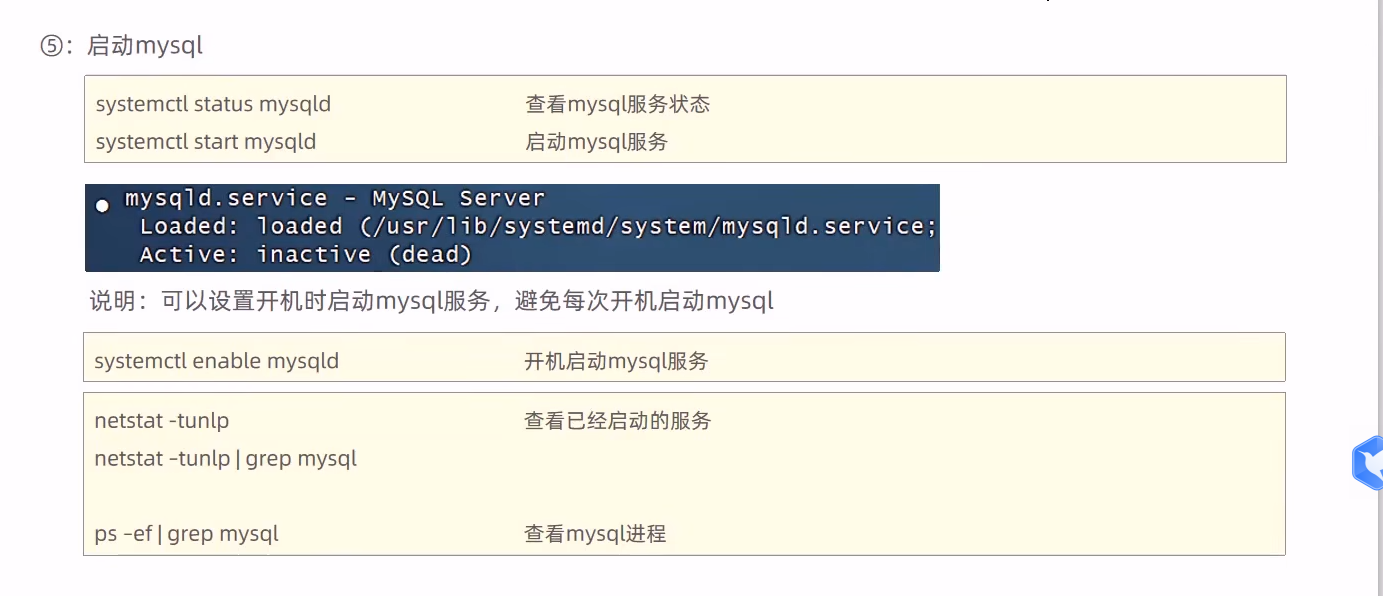 ⑤：启动mysql
systemctl status mysqld 查看mysql服务状态
systemctl start mysqld 启动mysql服务
mysqld.service - MySQL Server
Loaded: loaded (/usr/lib/systemd/system/mysqld.service;
Active: inactive (dead)
说明：可以设置开机时启动mysql服务，避免每次开机启动mysql
systemctl enable mysqld 开机启动mysql服务
netstat -tunlp 查看已经启动的服务
netstat -tunlp | grep mysql
ps -ef | grep mysql 查看mysql进程